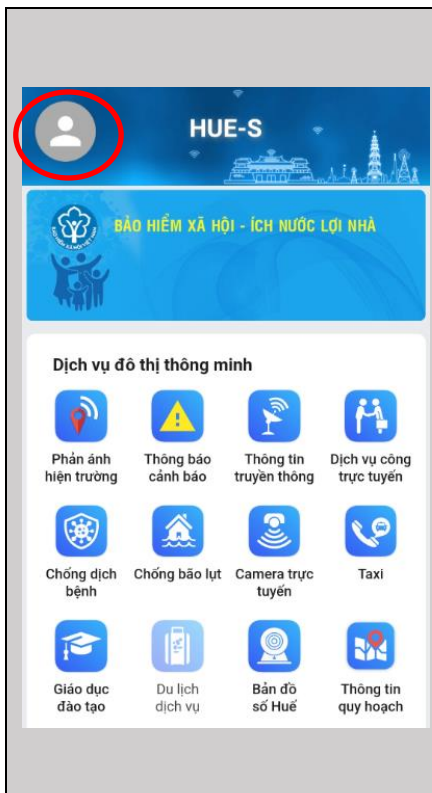 HUE-S
BẢO HIỂM XÃ HỘI - ÍCH NƯỚC LỢI NHÀ
Dịch vụ đô thị thông minh
Phản ánh
hiện trường
Thông báo
cảnh báo
Thông tin
truyền thông
Dịch vụ công
trực tuyến
Chống dịch
bệnh
Chống bão lụt
Camera trực
tuyến
Taxi
Giáo dục
đào tạo
Du lịch
dịch vụ
Bản đồ
số Huế
Thông tin
quy hoạch